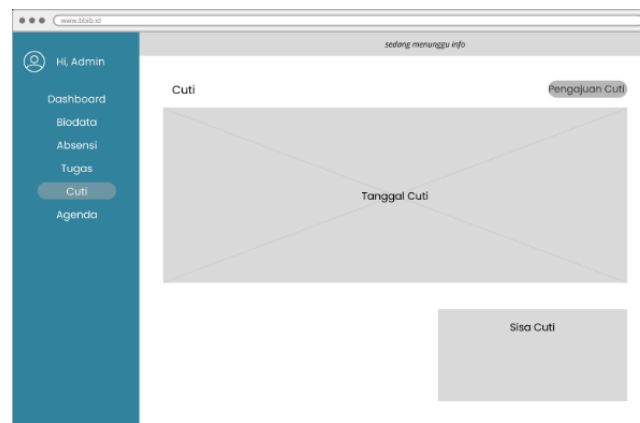 www.bbib.id
sedang menunggu info
Hi, Admin
Dashboard
Biodata
Absensi
Tugas
Cuti
Agenda
Cuti
Pengajuan Cuti
Tanggal Cuti
Sisa Cuti